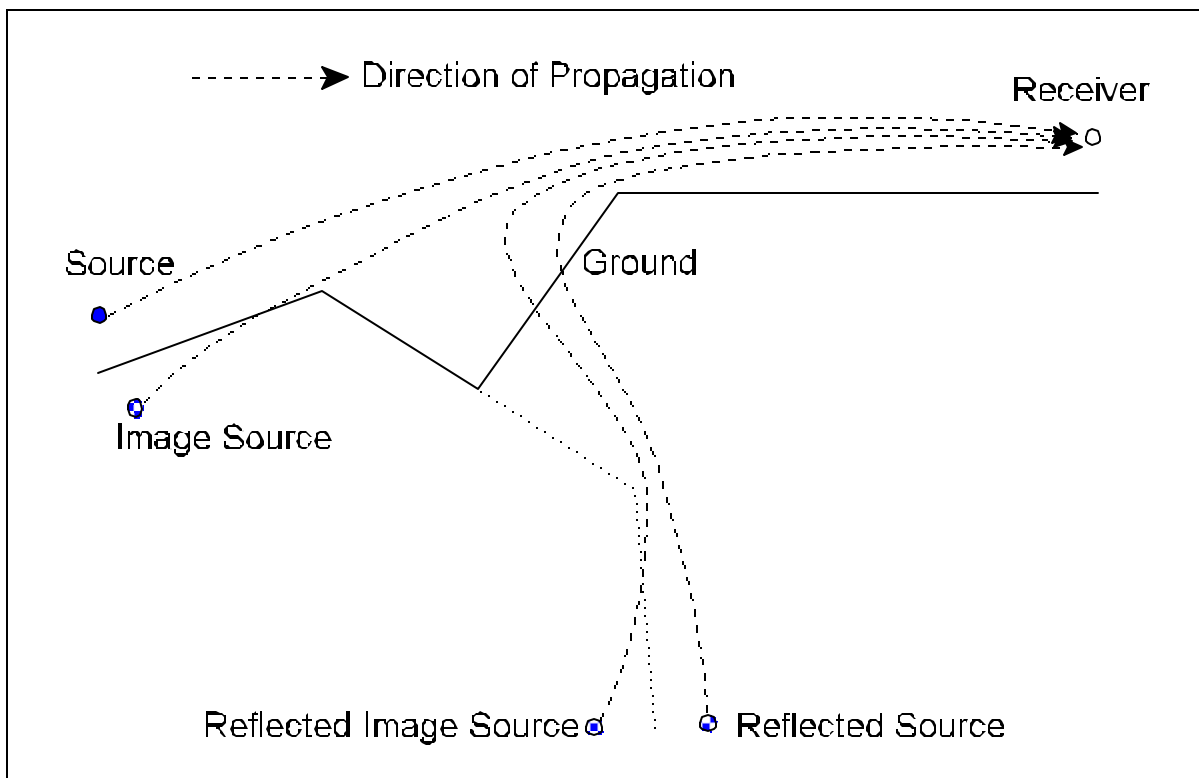 Direction of Propagation
Receiver
Source
Ground
Image Source
Reflected Image Source
Reflected Source